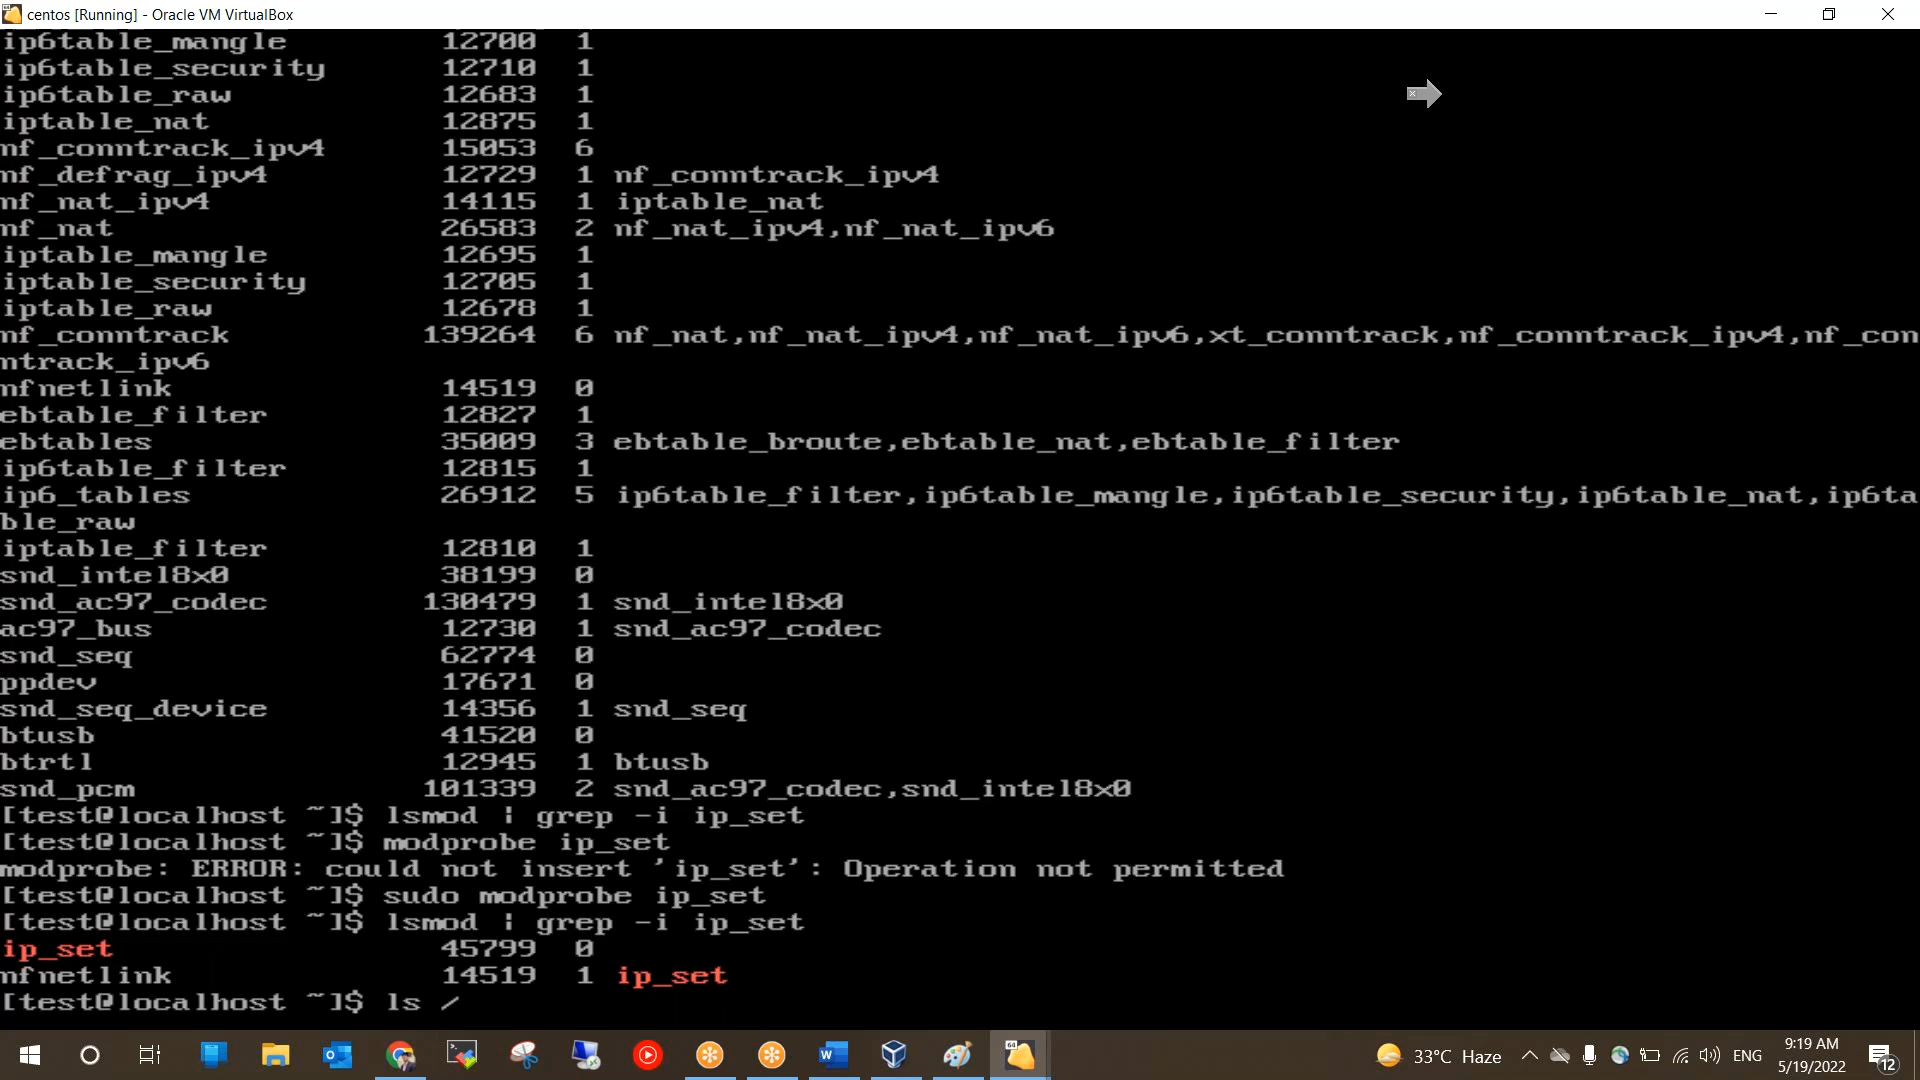 centos [Running] - Oracle VM VirtualBox
ip6table_mangle 12700 1
ip6table_security 12710 1
ip6table_raw 12683 1
iptable_nat 12875 1
nf_conntrack_ipv4 15053 6
nf_defrag_ipv4 12729 1 nf_conntrack_ipv4
nf_nat_ipv4 14115 1 iptable_nat
nf_nat 26583 2 nf_nat_ipv4,nf_nat_ipv6
iptable_mangle 12695 1
iptable_security 12705 1
iptable_raw 12678 1
nf_conntrack 139264 6 nf_nat,nf_nat_ipv4,nf_nat_ipv6,xt_conntrack,nf_conntrack_ipv4,nf_con
ntrack_ipv6
nfnetlink 14519 0
ebtable_filter 12827 1
ebtables 35009 3 ebtable_broute,ebtable_nat,ebtable_filter
ip6table_filter 12815 1
ip6_tables 26912 5 ip6table_filter,ip6table_mangle,ip6table_security,ip6table_nat,ip6ta
ble_raw
iptable_filter 12810 1
snd_intel8x0 38199 0
snd_ac97_codec 130479 1 snd_intel8x0
ac97_bus 12730 1 snd_ac97_codec
snd_seq 62774 0
ppdev 17671 0
snd_seq_device 14356 1 snd_seq
btusb 41520 0
btrtl 12945 1 btusb
snd_pcm 101339 2 snd_ac97_codec,snd_intel8x0
[test@localhost ~]$ lsmod | grep -i ip_set
[test@localhost ~]$ modprobe ip_set
modprobe: ERROR: could not insert 'ip_set': Operation not permitted
[test@localhost ~]$ sudo modprobe ip_set
[test@localhost ~]$ lsmod | grep -i ip_set
ip_set 45799 0
nfnetlink 14519 1 ip_set
[test@localhost ~]$ ls /
33°C Haze ENG 9:19 AM
5/19/2022 12